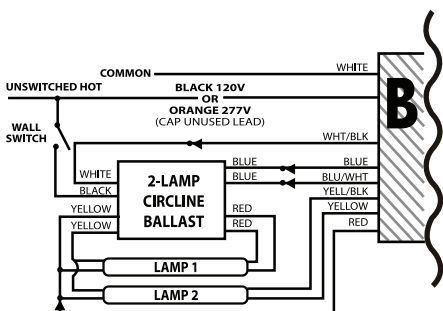 COMMON
WHITE
UNSWITCHED HOT
BLACK 120V
OR
ORANGE 277V
(CAP UNUSED LEAD)
B
WALL
SWITCH
WHT/BLK
WHITE
BLACK
YELLOW
YELLOW
2-LAMP
CIRCLINE
BALLAST
BLUE
BLUE
RED
RED
BLUE
BLU/WHT
YELL/BLK
YELLOW
RED
LAMP 1
LAMP 2